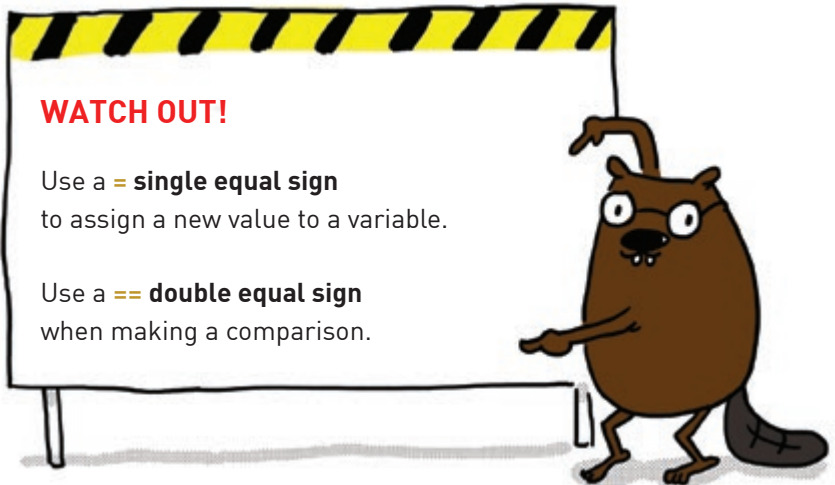 WATCH OUT!
Use a = single equal sign
to assign a new value to a variable.
Use a == double equal sign
when making a comparison.